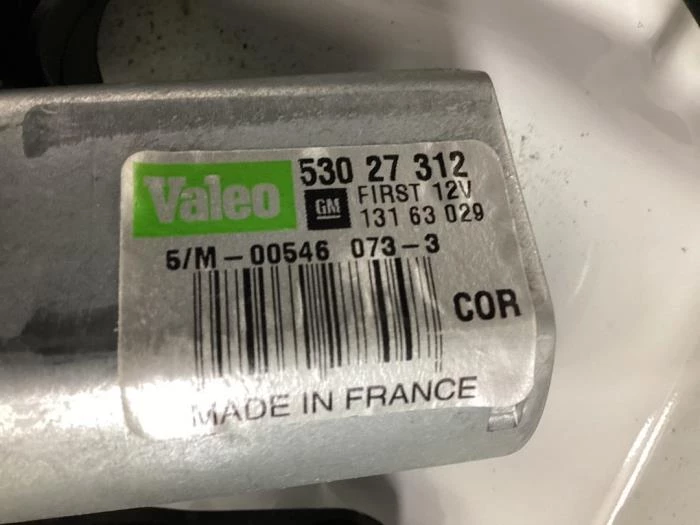 Valeo
530 27 312
GM
FIRST 12V
131 63 029
5/M-00546 073-3
COR
MADE IN FRANCE